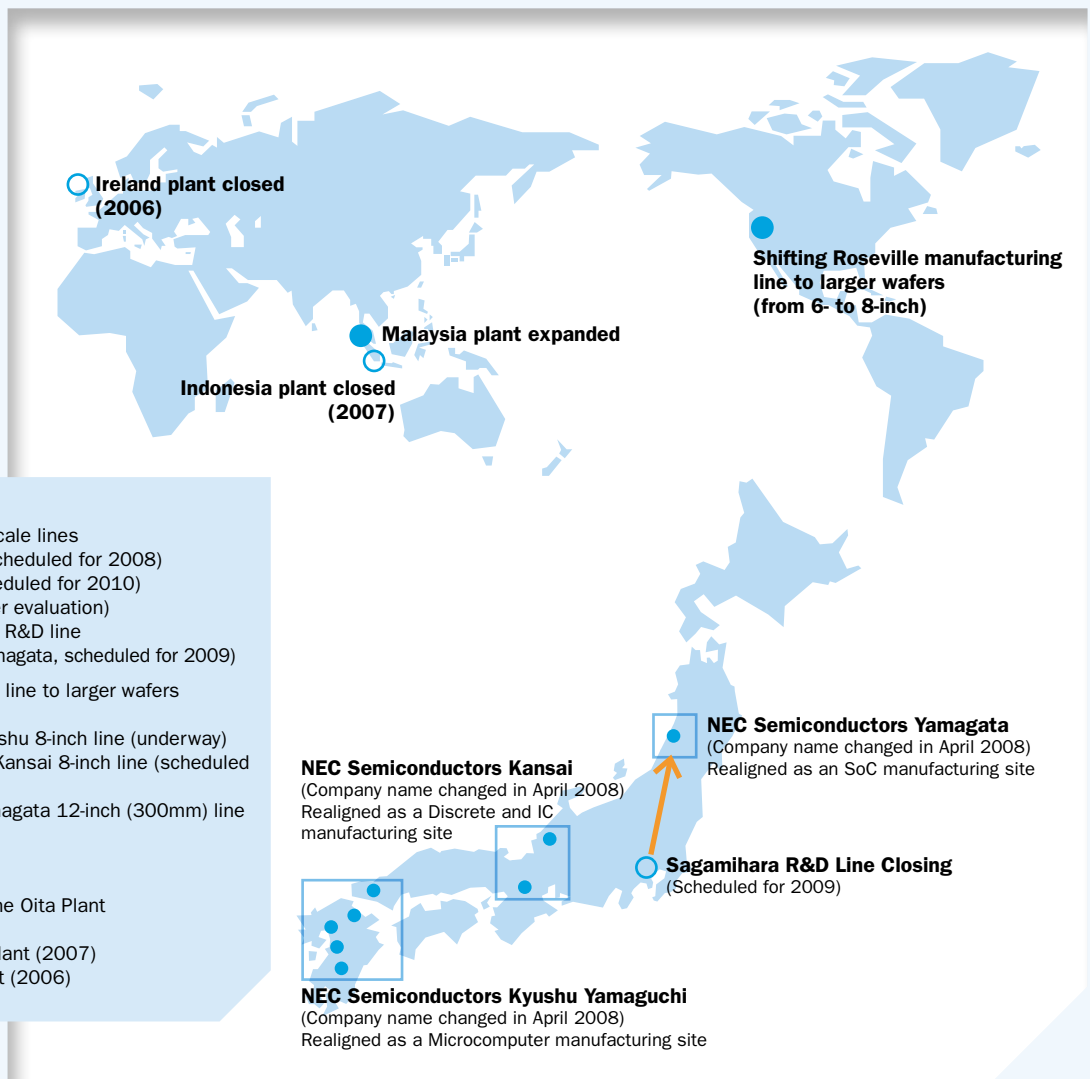 Ireland plant closed
(2006)
Shifting Roseville manufacturing
line to larger wafers
(from 6- to 8-inch)
Malaysia plant expanded
Indonesia plant closed
(2007)
cale lines
cheduled for 2008)
eduled for 2010)
er evaluation)
R&D line
nagata, scheduled for 2009)
line to larger wafers
shu 8-inch line (underway)
Kansai 8-inch line (scheduled
nagata 12-inch (300mm) line
ne Oita Plant
lant (2007)
t (2006)
NEC Semiconductors Yamagata
(Company name changed in April 2008)
Realigned as an SoC manufacturing site
NEC Semiconductors Kansai
(Company name changed in April 2008)
Realigned as a Discrete and IC
manufacturing site
Sagamihara R&D Line Closing
(Scheduled for 2009)
NEC Semiconductors Kyushu Yamaguchi
(Company name changed in April 2008)
Realigned as a Microcomputer manufacturing site